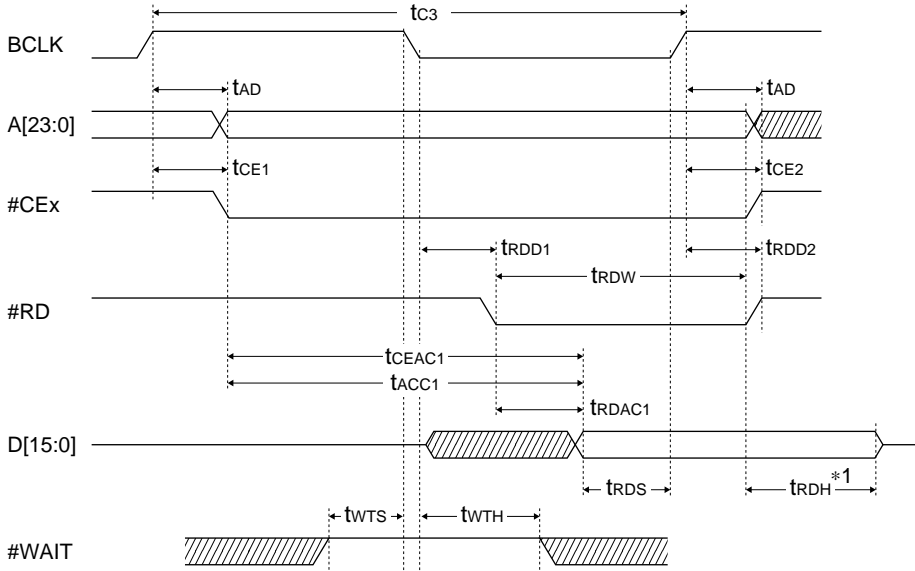 tC3
BCLK
tAD tAD
A[23:0]
tCE1 tCE2
#CEx
tRDD1 tRDD2
tRDW
#RD
tCEAC1
tACC1
tRDAC1
D[15:0]
tRDS tRDH*1
tWTS tWTH
#WAIT